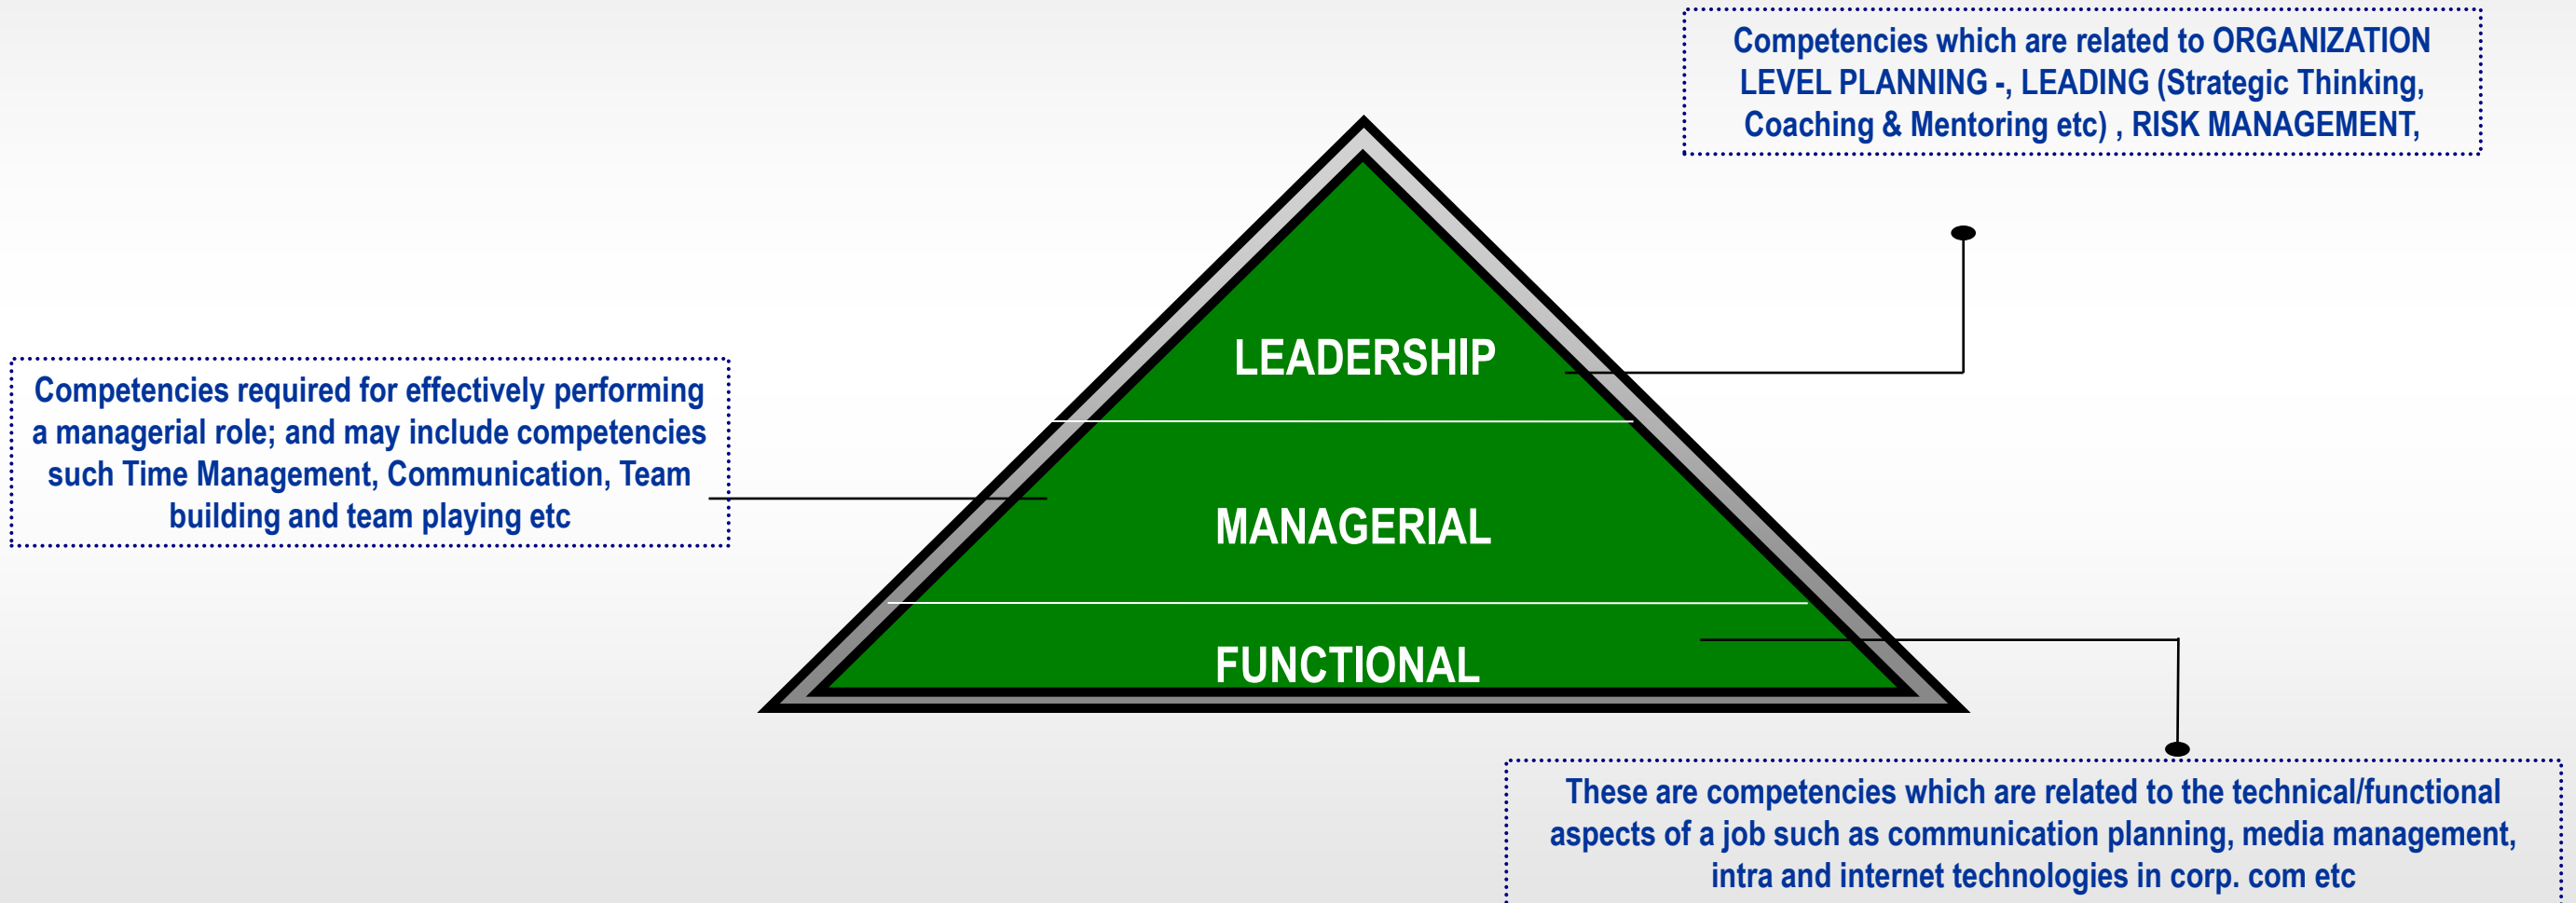 Competencies which are related to ORGANIZATION
LEVEL PLANNING -, LEADING (Strategic Thinking,
Coaching & Mentoring etc) , RISK MANAGEMENT,
LEADERSHIP
Competencies required for effectively performing
a managerial role; and may include competencies
such Time Management, Communication, Team
building and team playing etc
MANAGERIAL
FUNCTIONAL
These are competencies which are related to the technical/functional
aspects of a job such as communication planning, media management,
intra and internet technologies in corp. com etc